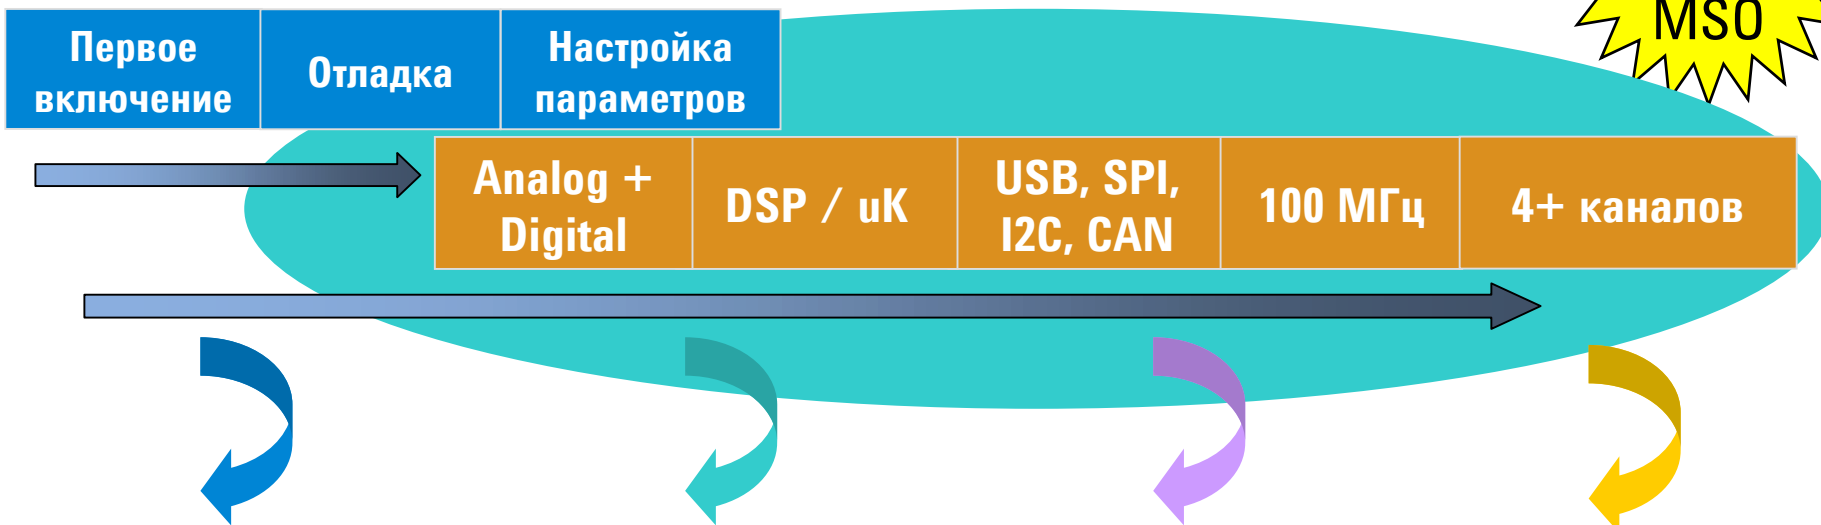 MSO
Первое
включение
Отладка
Настройка
параметров
Analog +
Digital
DSP / uK
USB, SPI,
I2C, CAN
100 МГц
4+ каналов